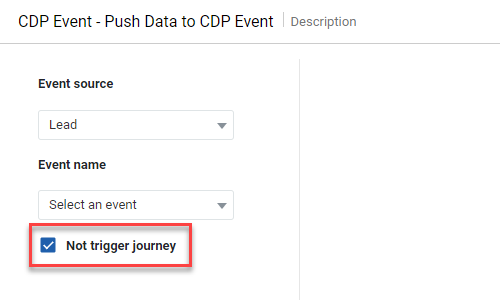 CDP Event - Push Data to CDP Event Description
Event source
Lead
Event name
Select an event
Not trigger journey